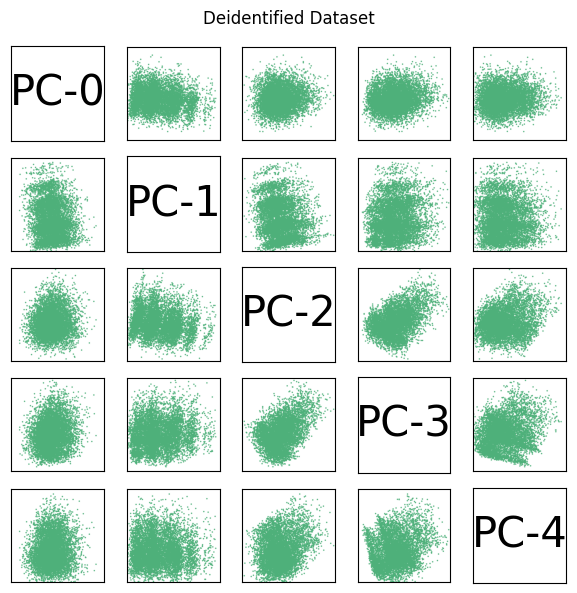 Deidentified Dataset
PC-0
PC-1
PC-2
PC-3
PC-4